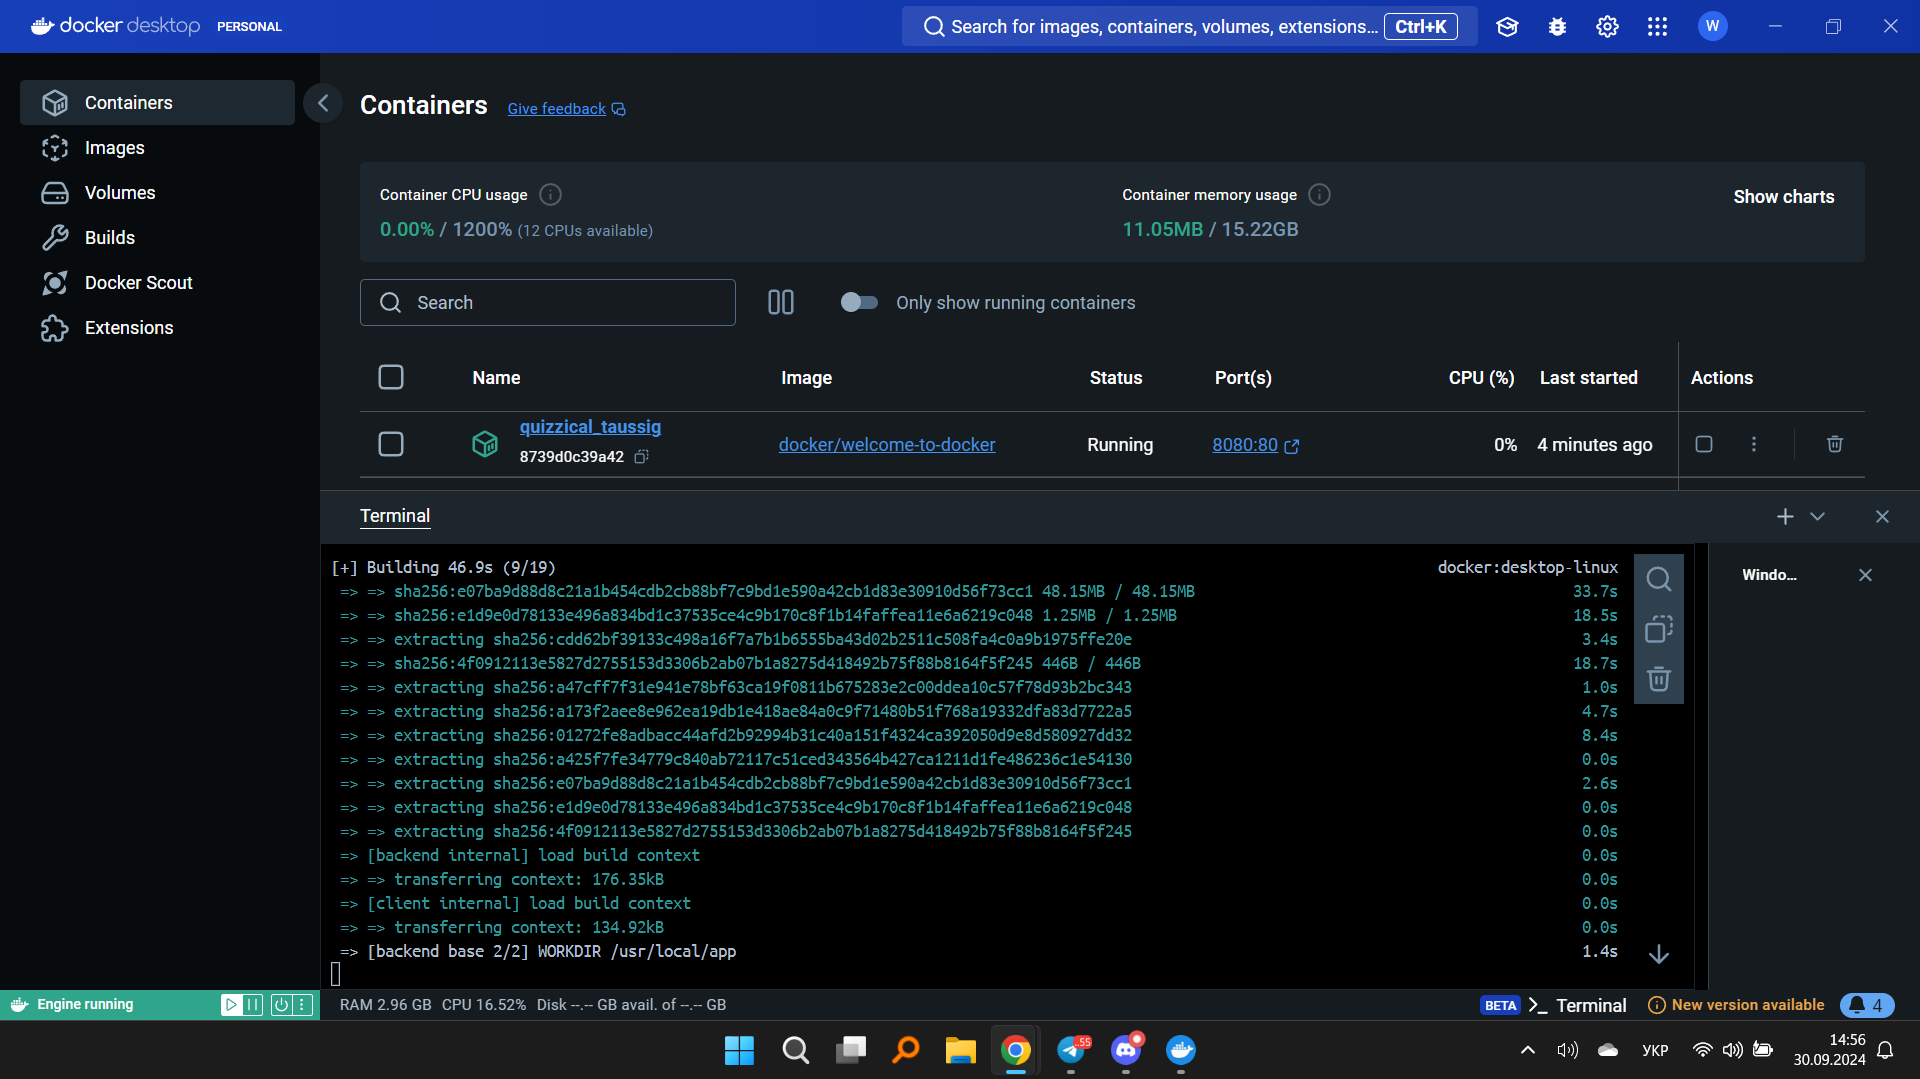 docker desktop PERSONAL
Search for images, containers, volumes, extensions... Ctrl+K
W
Containers
Images
Volumes
Builds
Docker Scout
Extensions
Containers Give feedback
Container CPU usage
0.00% / 1200% (12 CPUs available)
Container memory usage
11.05MB / 15.22GB
Show charts
Search
Only show running containers
Name Image Status Port(s) CPU (%) Last started Actions
quizzical_taussig
8739d0c39a42
docker/welcome-to-docker Running 8080:80 0% 4 minutes ago
Terminal
[+] Building 46.9s (9/19) docker:desktop-linux
=> => sha256:e07ba9d88d8c21a1b454cdb2cb88bf7c9bd1e590a42cb1d83e30910d56f73cc1 48.15MB / 48.15MB 33.7s
=> => sha256:e1d9e0d78133e496a834bd1c37535ce4c9b170c8f1b14faffea11e6a6219c048 1.25MB / 1.25MB 18.5s
=> => extracting sha256:cdd62bf39133c498a16f7a7b1b6555ba43d02b2511c508fa4c0a9b1975ffe20e 3.4s
=> => sha256:4f0912113e5827d2755153d3306b2ab07b1a8275d418492b75f88b8164f5f245 446B / 446B 18.7s
=> => extracting sha256:a47cff7f31e941e78bf63ca19f0811b675283e2c00ddea10c57f78d93b2bc343 1.0s
=> => extracting sha256:a173f2aee8e962ea19db1e418ae84a0c9f71480b51f768a19332dfa83d7722a5 4.7s
=> => extracting sha256:01272fe8adbacc44afd2b92994b31c40a151f4324ca392050d9e8d580927dd32 8.4s
=> => extracting sha256:a425f7fe34779c840ab72117c51ced343564b427ca1211d1fe486236c1e54130 0.0s
=> => extracting sha256:e07ba9d88d8c21a1b454cdb2cb88bf7c9bd1e590a42cb1d83e30910d56f73cc1 2.6s
=> => extracting sha256:e1d9e0d78133e496a834bd1c37535ce4c9b170c8f1b14faffea11e6a6219c048 0.0s
=> => extracting sha256:4f0912113e5827d2755153d3306b2ab07b1a8275d418492b75f88b8164f5f245 0.0s
=> [backend internal] load build context 0.0s
=> => transferring context: 176.35kB 0.0s
=> [client internal] load build context 0.0s
=> => transferring context: 134.92kB 0.0s
=> [backend base 2/2] WORKDIR /usr/local/app 1.4s
Windo...
Engine running
RAM 2.96 GB CPU 16.52% Disk --.-- GB avail. of --.-- GB
BETA >_ Terminal New version available 4
55
УКР
14:56
30.09.2024